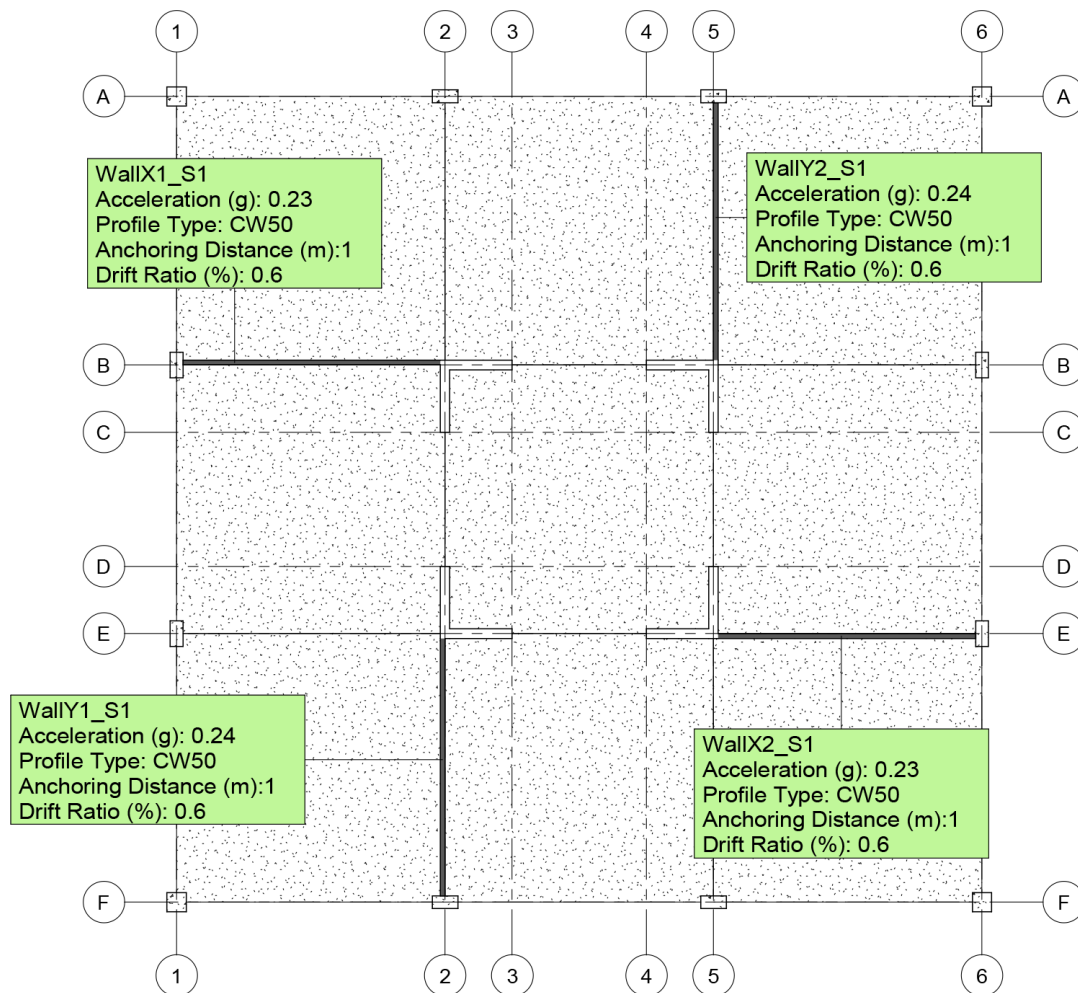 1 2 3 4 5 6
A A
WallX1_S1
Acceleration (g): 0.23
Profile Type: CW50
Anchoring Distance (m):1
Drift Ratio (%): 0.6
WallY2_S1
Acceleration (g): 0.24
Profile Type: CW50
Anchoring Distance (m):1
Drift Ratio (%): 0.6
B B
C C
D D
E E
WallY1_S1
Acceleration (g): 0.24
Profile Type: CW50
Anchoring Distance (m):1
Drift Ratio (%): 0.6
WallX2_S1
Acceleration (g): 0.23
Profile Type: CW50
Anchoring Distance (m):1
Drift Ratio (%): 0.6
F F
1 2 3 4 5 6